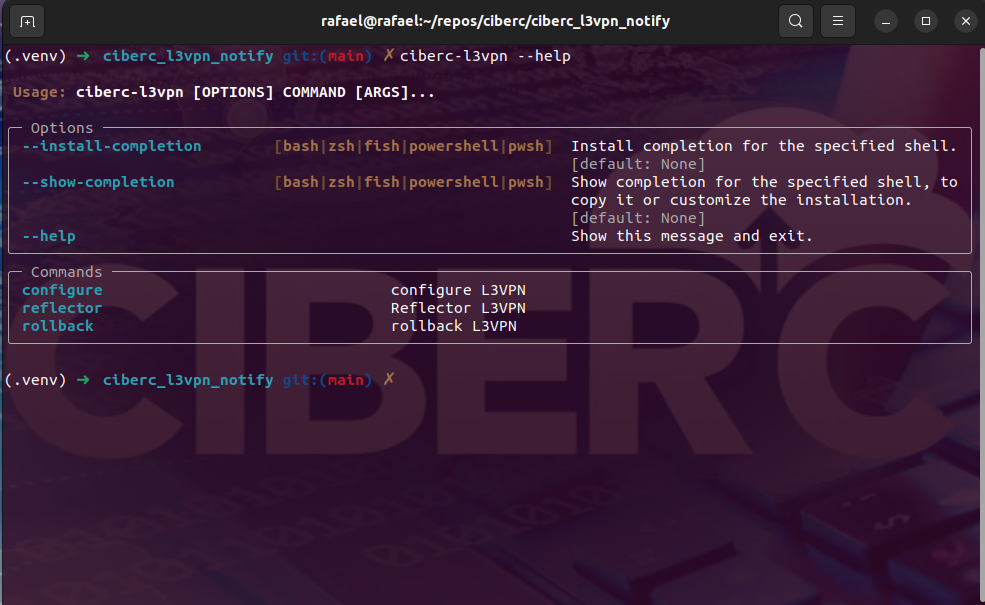 rafael@rafael:~/repos/ciberc/ciberc_l3vpn_notify
(.venv) ➜ ciberc_l3vpn_notify git:(main) ✗ ciberc-l3vpn --help
Usage: ciberc-l3vpn [OPTIONS] COMMAND [ARGS]...
Options
--install-completion [bash|zsh|fish|powershell|pwsh] Install completion for the specified shell.
[default: None]
--show-completion [bash|zsh|fish|powershell|pwsh] Show completion for the specified shell, to
copy it or customize the installation.
[default: None]
--help Show this message and exit.
Commands
configure configure L3VPN
reflector Reflector L3VPN
rollback rollback L3VPN
(.venv) ➜ ciberc_l3vpn_notify git:(main) ✗
CIBERC